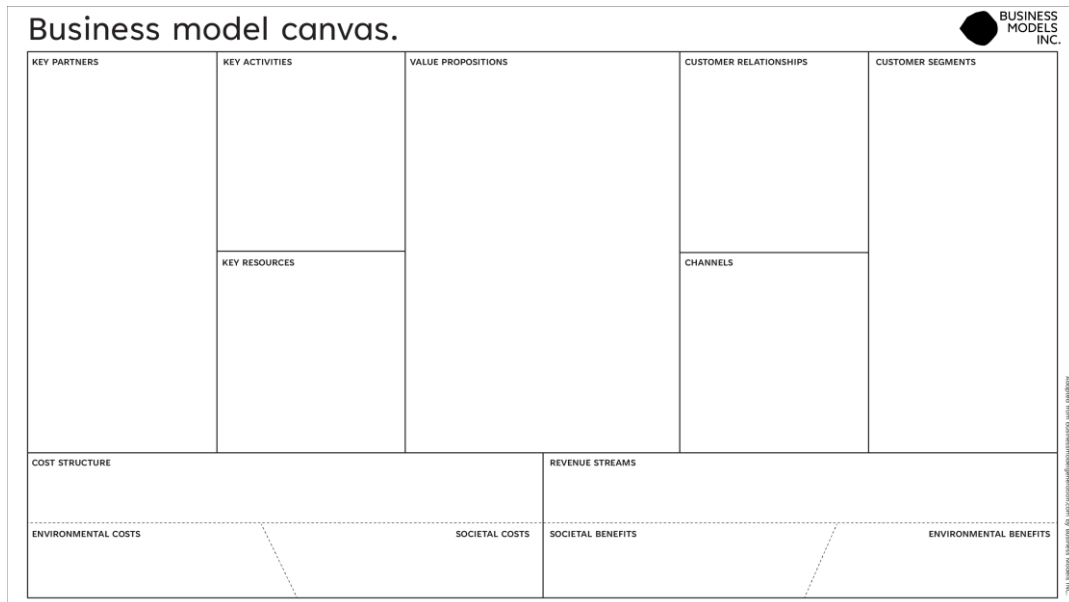 Business model canvas.
BUSINESS
MODELS
INC.
KEY PARTNERS
KEY ACTIVITIES
VALUE PROPOSITIONS
CUSTOMER RELATIONSHIPS
CUSTOMER SEGMENTS
KEY RESOURCES
CHANNELS
COST STRUCTURE
REVENUE STREAMS
ENVIRONMENTAL COSTS
SOCIETAL COSTS
SOCIETAL BENEFITS
ENVIRONMENTAL BENEFITS